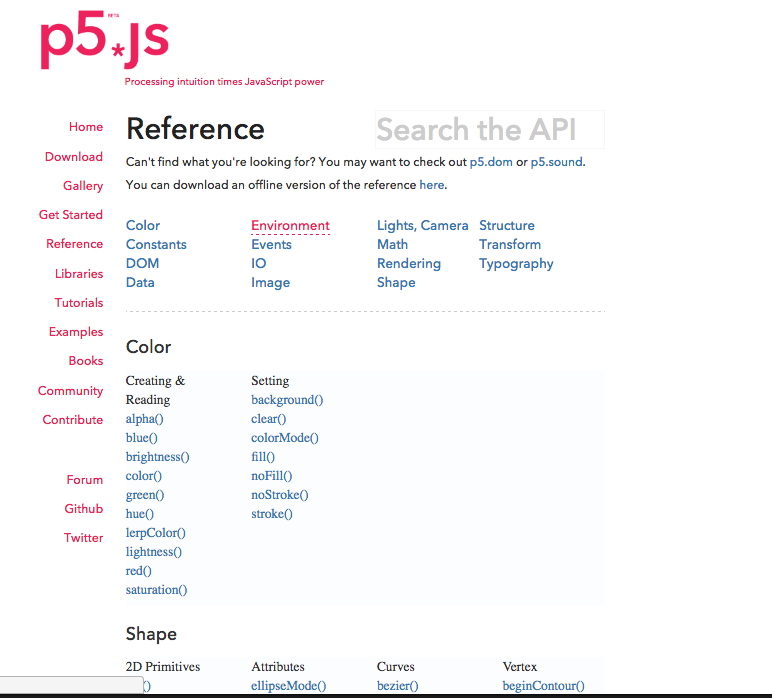 p5.js
BETA
*
Processing intuition times JavaScript power
Home
Download
Gallery
Get Started
Reference
Libraries
Tutorials
Examples
Books
Community
Contribute
Forum
Github
Twitter
Reference
Search the API
Can't find what you're looking for? You may want to check out p5.dom or p5.sound.
You can download an offline version of the reference here.
Color
Constants
DOM
Data
Environment
Events
IO
Image
Lights, Camera
Math
Rendering
Shape
Structure
Transform
Typography
Color
Creating &
Reading
alpha()
blue()
brightness()
color()
green()
hue()
lerpColor()
lightness()
red()
saturation()
Setting
background()
clear()
colorMode()
fill()
noFill()
noStroke()
stroke()
Shape
2D Primitives
()
Attributes
ellipseMode()
Curves
bezier()
Vertex
beginContour()